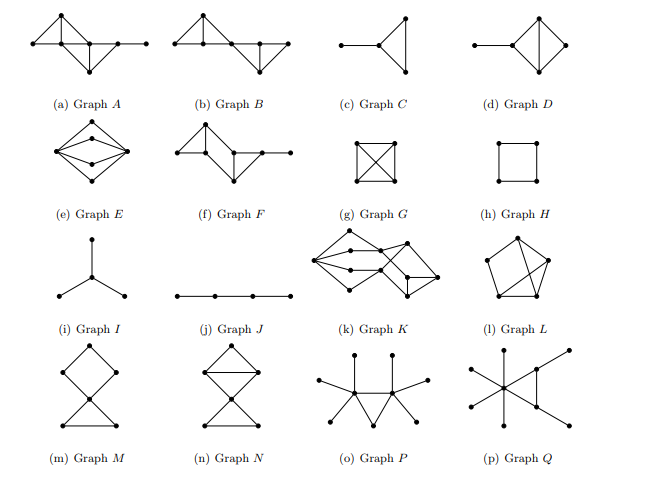 (a) Graph A
(b) Graph B
(c) Graph C
(d) Graph D
(e) Graph E
(f) Graph F
(g) Graph G
(h) Graph H
(i) Graph I
(j) Graph J
(k) Graph K
(l) Graph L
(m) Graph M
(n) Graph N
(o) Graph P
(p) Graph Q